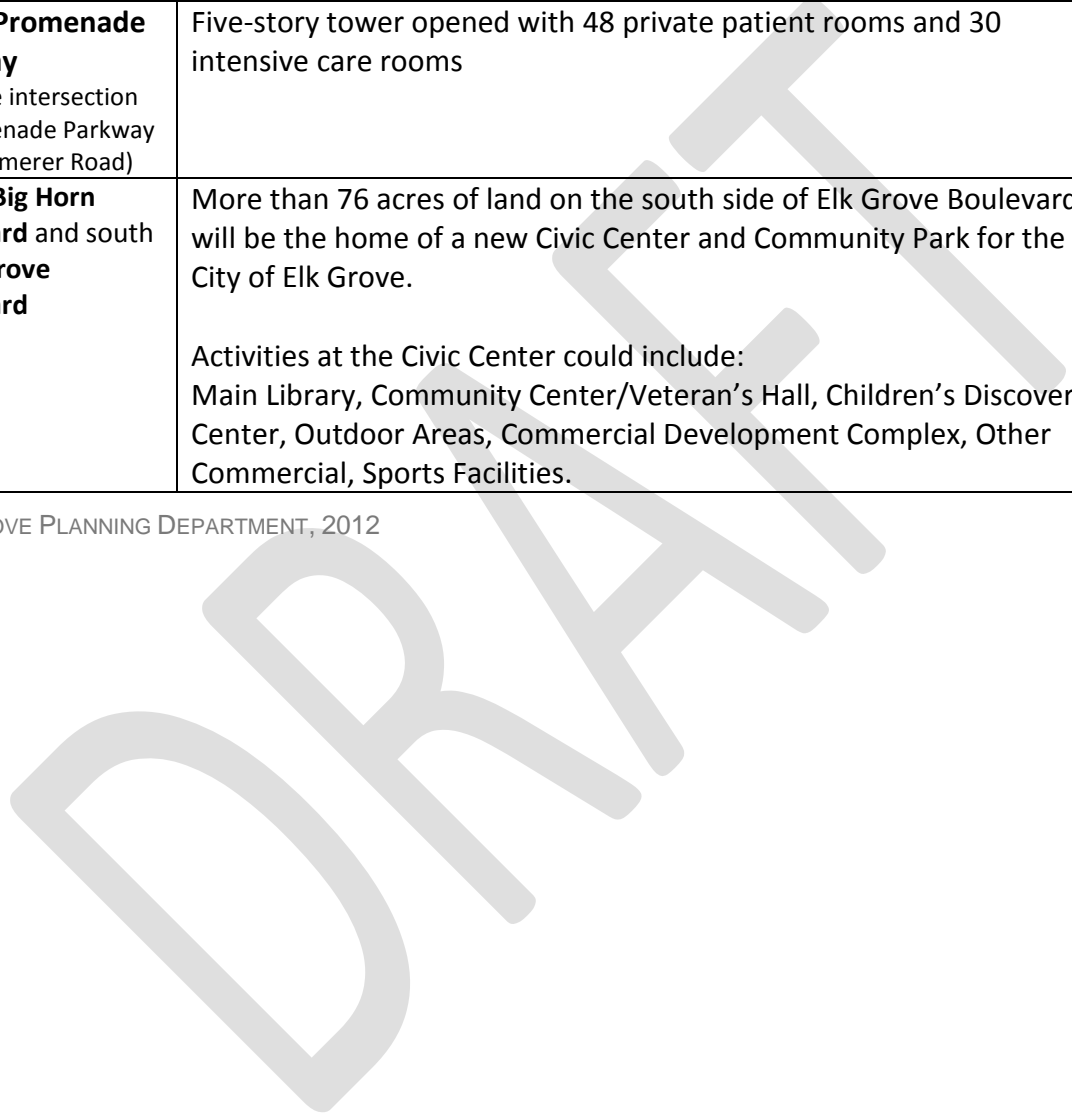 Promenade
intersection
enade Parkway
merer Road)
Five-story tower opened with 48 private patient rooms and 30
intensive care rooms
Big Horn
ard and south
rove
ard
More than 76 acres of land on the south side of Elk Grove Boulevard
will be the home of a new Civic Center and Community Park for the
City of Elk Grove.
Activities at the Civic Center could include:
Main Library, Community Center/Veteran’s Hall, Children’s Discover
Center, Outdoor Areas, Commercial Development Complex, Other
Commercial, Sports Facilities.
OVE PLANNING DEPARTMENT, 2012
DRAFT